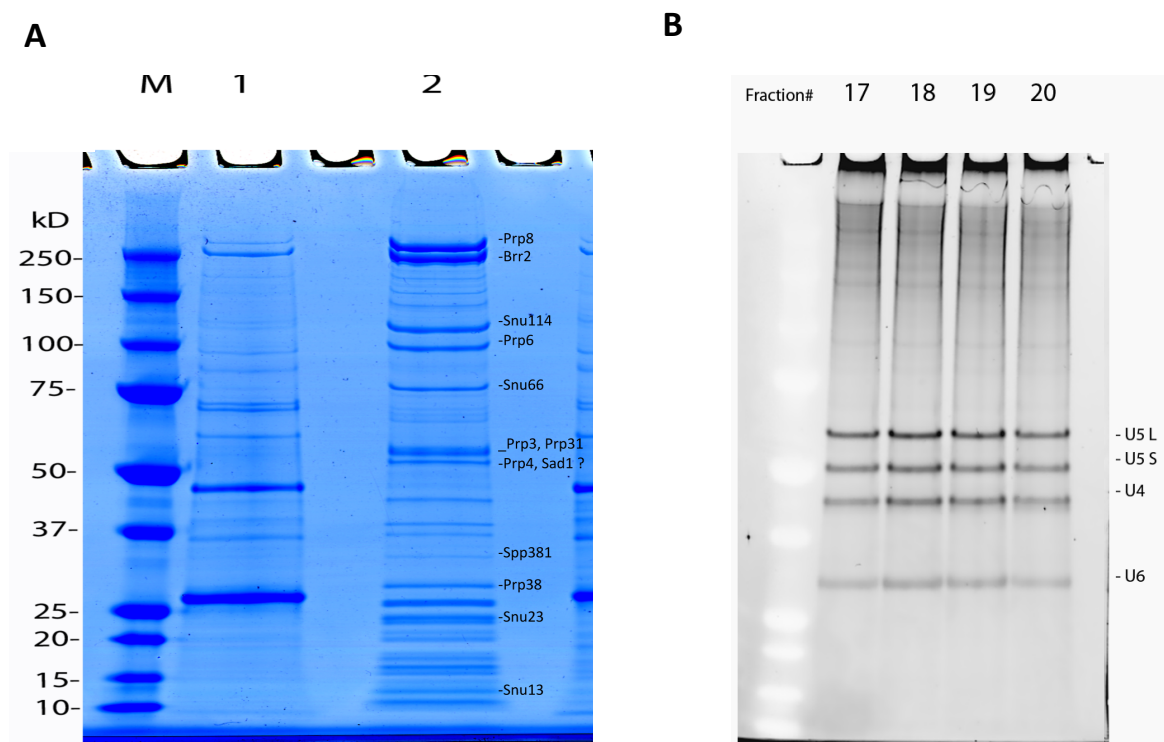 A
B
M 1 2
Fraction# 17 18 19 20
kD
250-
150-
100-
75-
50-
37-
25-
20-
15-
10-
-Prp8
-Brr2
-Snu114
-Prp6
-Snu66
_Prp3, Prp31
-Prp4, Sad1 ?
-Spp381
-Prp38
-Snu23
-Snu13
- U5 L
- U5 S
- U4
- U6